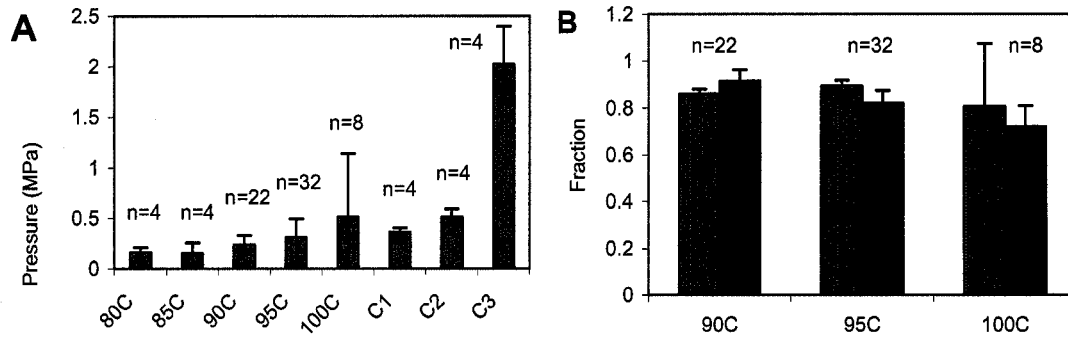 A
Pressure (MPa)
2.5
2
1.5
1
0.5
0
n=4
n=4
n=22
n=32
n=8
n=4
n=4
n=4
80C
85C
90C
95C
100C
C1
C2
C3
B
Fraction
1.2
1
0.8
0.6
0.4
0.2
0
n=22
n=32
n=8
90C
95C
100C